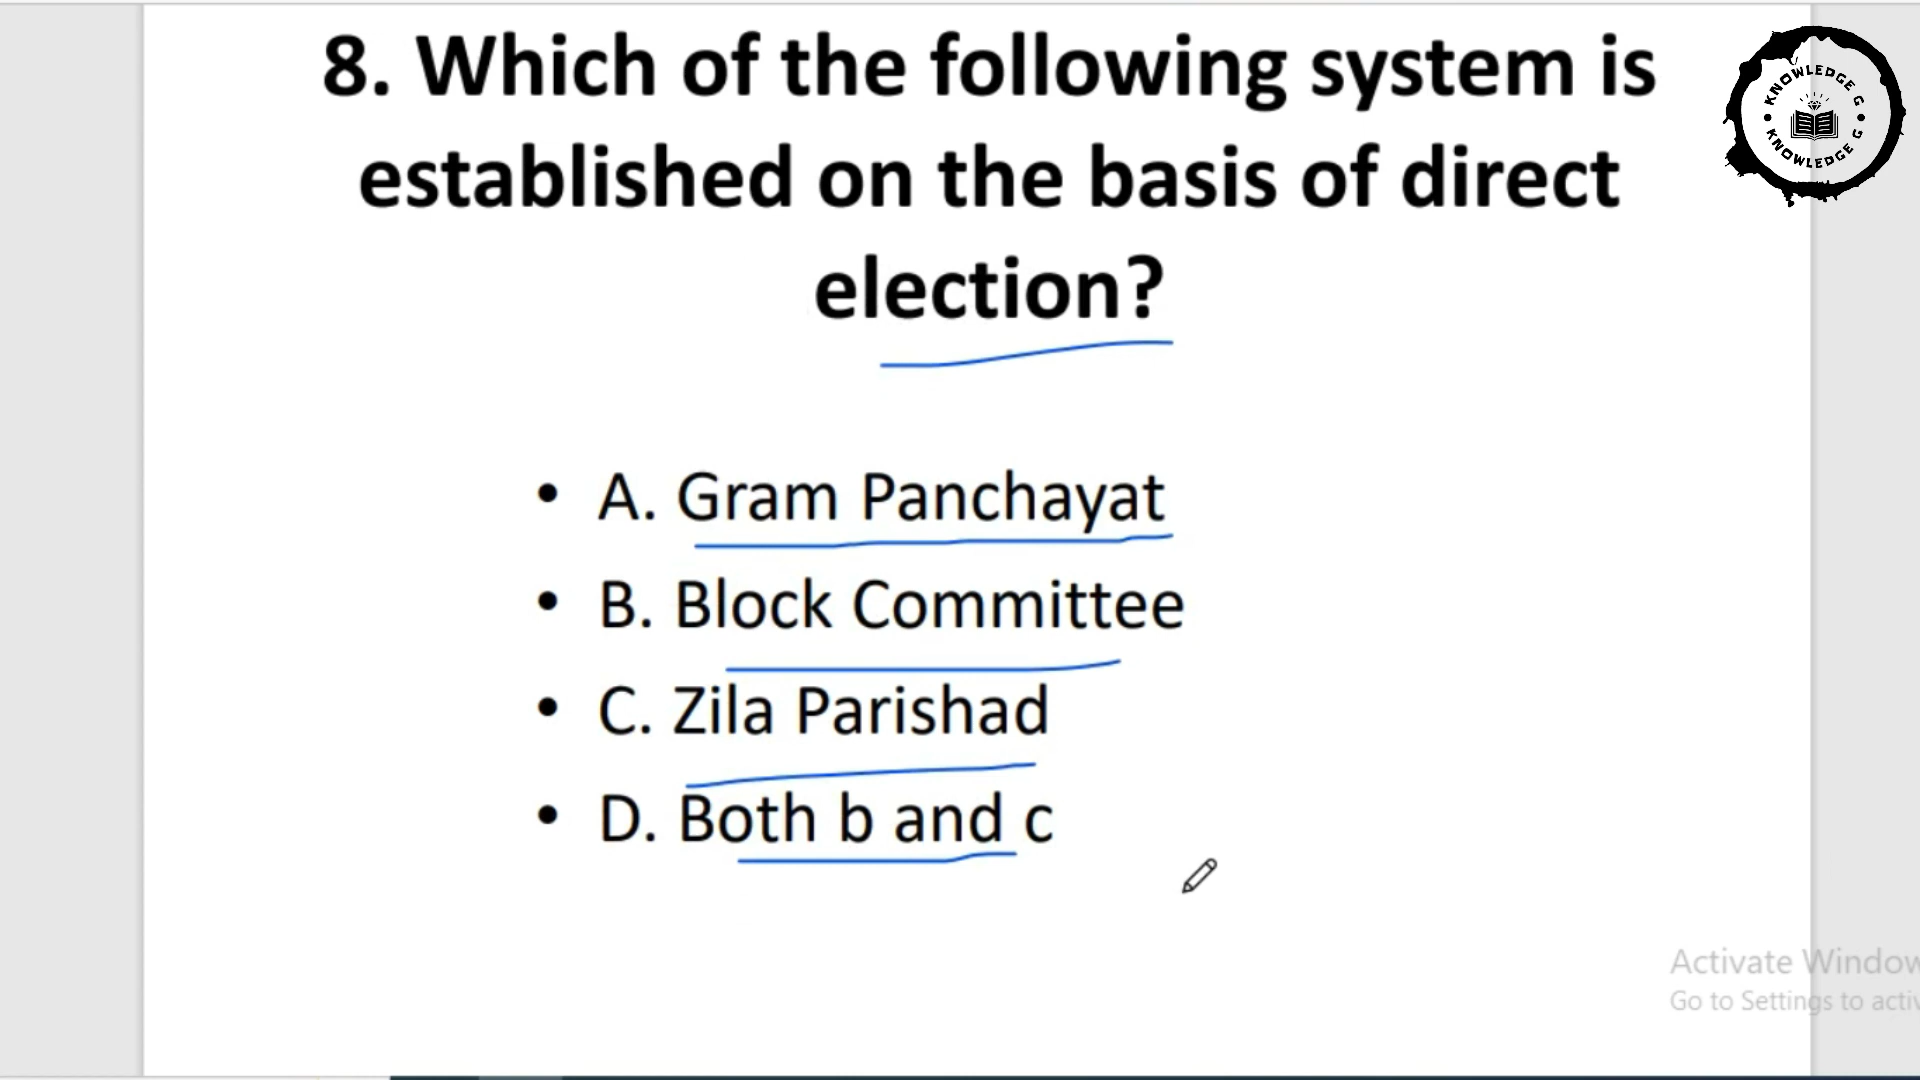 8. Which of the following system is
established on the basis of direct
election?
• A. Gram Panchayat
• B. Block Committee
• C. Zila Parishad
• D. Both b and c
KNOWLEDGE G
KNOWLEDGE G
Activate Window
Go to Settings to activ